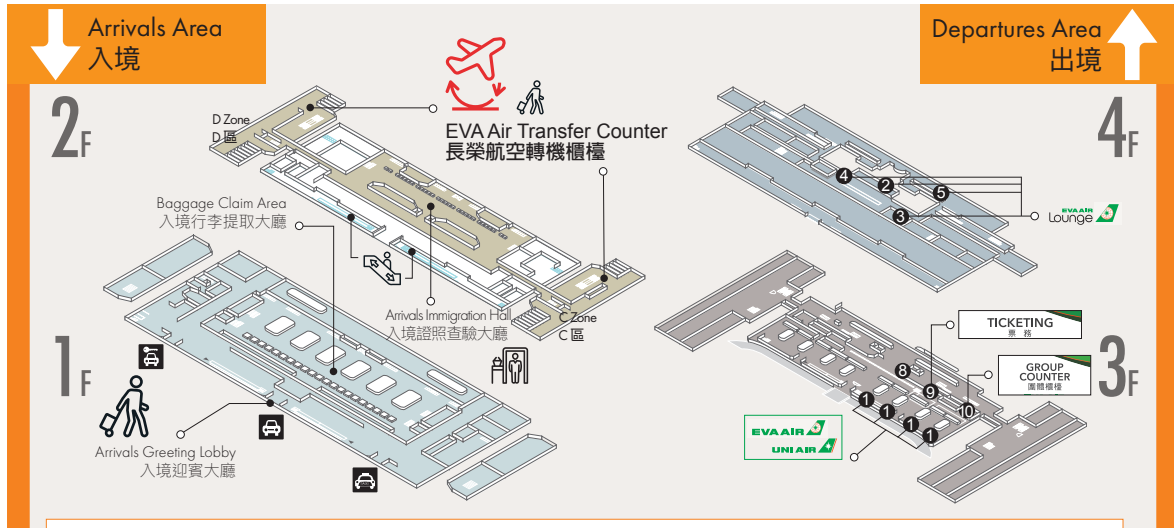 Arrivals Area
入境
Departures Area
出境
2F
D Zone
D 區
EVA Air Transfer Counter
長榮航空轉機櫃檯
Baggage Claim Area
入境行李提取大廳
Arrivals Immigration Hall
入境證照查驗大廳
C Zone
C 區
1F
Arrivals Greeting Lobby
入境迎賓大廳
4F
4
2
5
3
EVA AIR
Lounge
3F
TICKETING
票務
GROUP
COUNTER
團體櫃檯
8
9
10
1
1
1
1
EVA AIR
UNI AIR